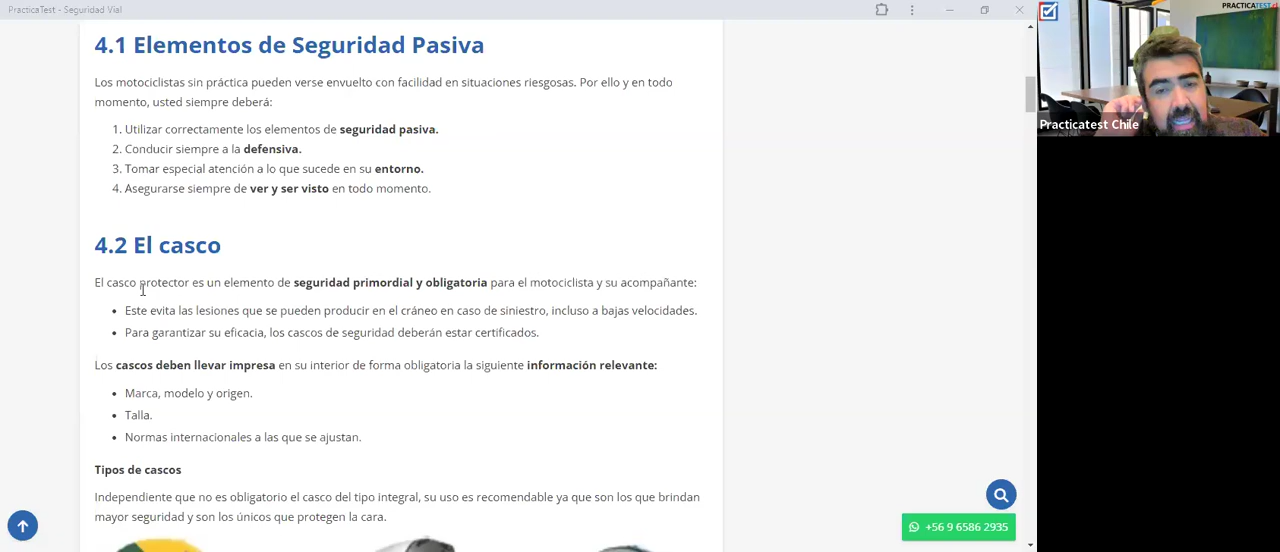 PracticaTest - Seguridad Vial
PRACTICATEST.cl
4.1 Elementos de Seguridad Pasiva
Los motociclistas sin práctica pueden verse envuelto con facilidad en situaciones riesgosas. Por ello y en todo
momento, usted siempre deberá:
1. Utilizar correctamente los elementos de seguridad pasiva.
2. Conducir siempre a la defensiva.
3. Tomar especial atención a lo que sucede en su entorno.
4. Asegurarse siempre de ver y ser visto en todo momento.
Practicatest Chile
4.2 El casco
El casco protector es un elemento de seguridad primordial y obligatoria para el motociclista y su acompañante:
• Este evita las lesiones que se pueden producir en el cráneo en caso de siniestro, incluso a bajas velocidades.
• Para garantizar su eficacia, los cascos de seguridad deberán estar certificados.
Los cascos deben llevar impresa en su interior de forma obligatoria la siguiente información relevante:
• Marca, modelo y origen.
• Talla.
• Normas internacionales a las que se ajustan.
Tipos de cascos
Independiente que no es obligatorio el casco del tipo integral, su uso es recomendable ya que son los que brindan
mayor seguridad y son los únicos que protegen la cara.
+56 9 6586 2935